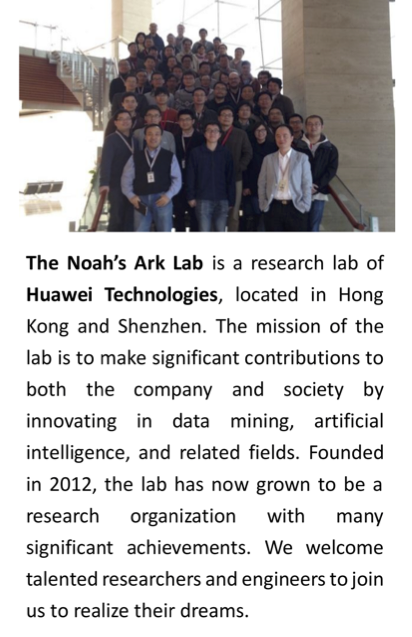 The Noah’s Ark Lab is a research lab of
Huawei Technologies, located in Hong
Kong and Shenzhen. The mission of the
lab is to make significant contributions to
both the company and society by
innovating in data mining, artificial
intelligence, and related fields. Founded
in 2012, the lab has now grown to be a
research organization with many
significant achievements. We welcome
talented researchers and engineers to join
us to realize their dreams.